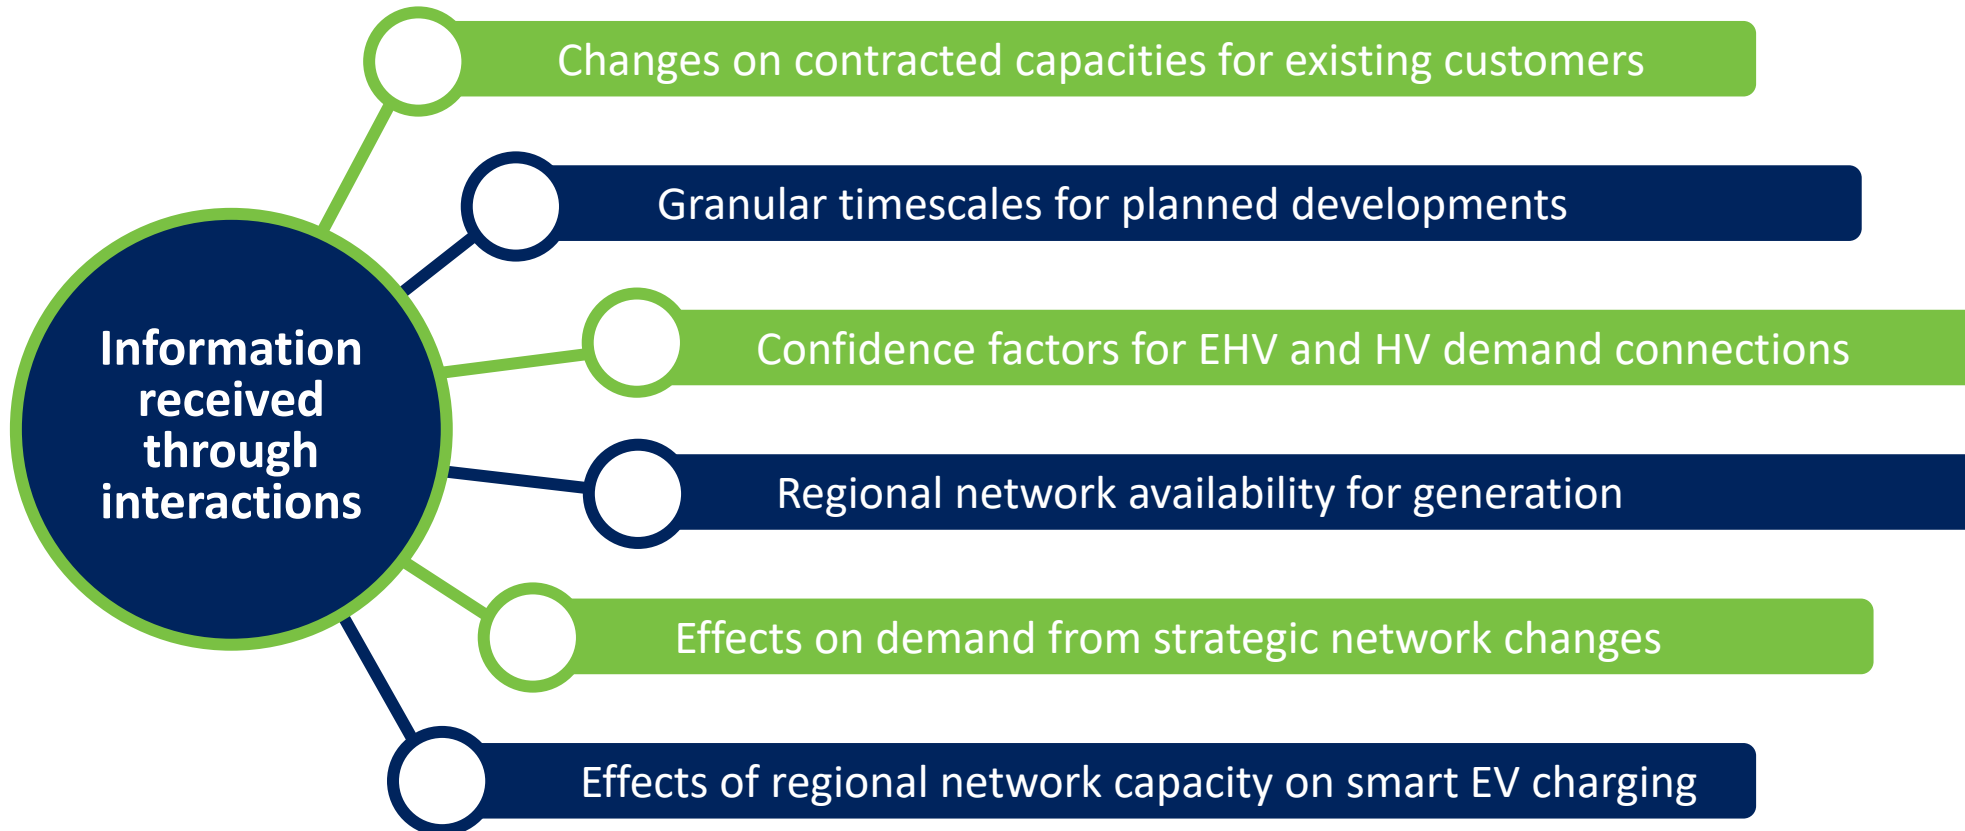 Changes on contracted capacities for existing customers
Granular timescales for planned developments
Confidence factors for EHV and HV demand connections
Information
received
through
interactions
Regional network availability for generation
Effects on demand from strategic network changes
Effects of regional network capacity on smart EV charging